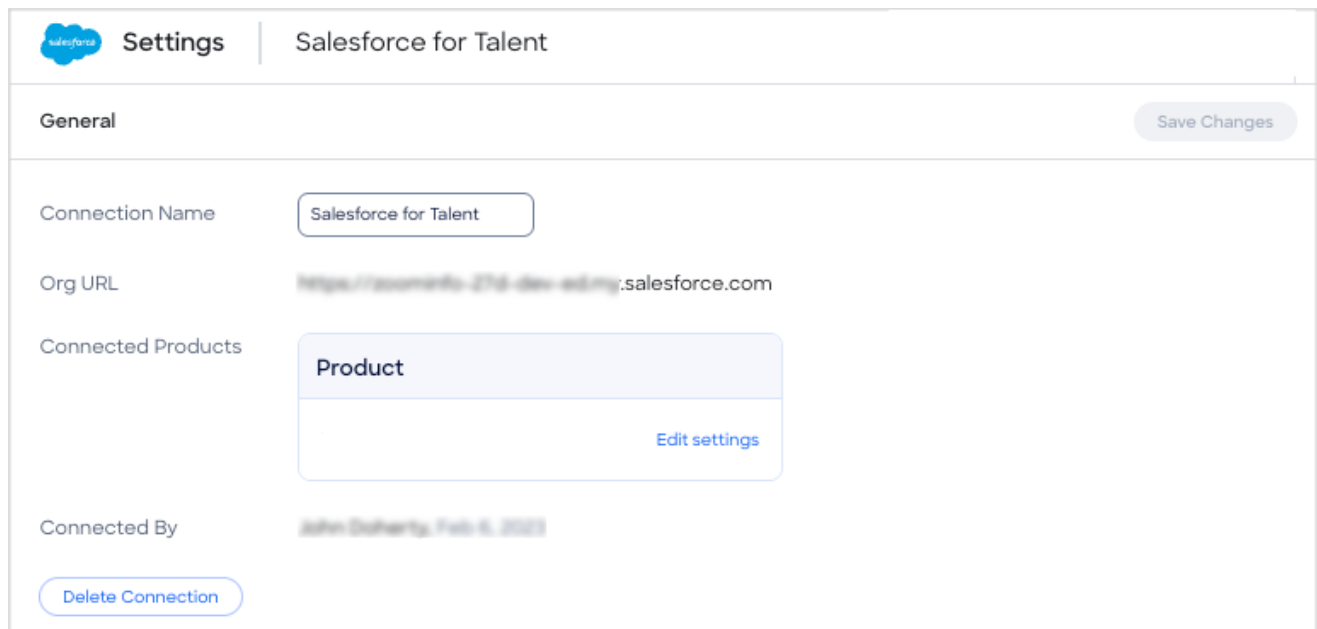 salesforce Settings Salesforce for Talent
General Save Changes
Connection Name Salesforce for Talent
Org URL .salesforce.com
Connected Products
Product
Edit settings
Connected By
Delete Connection